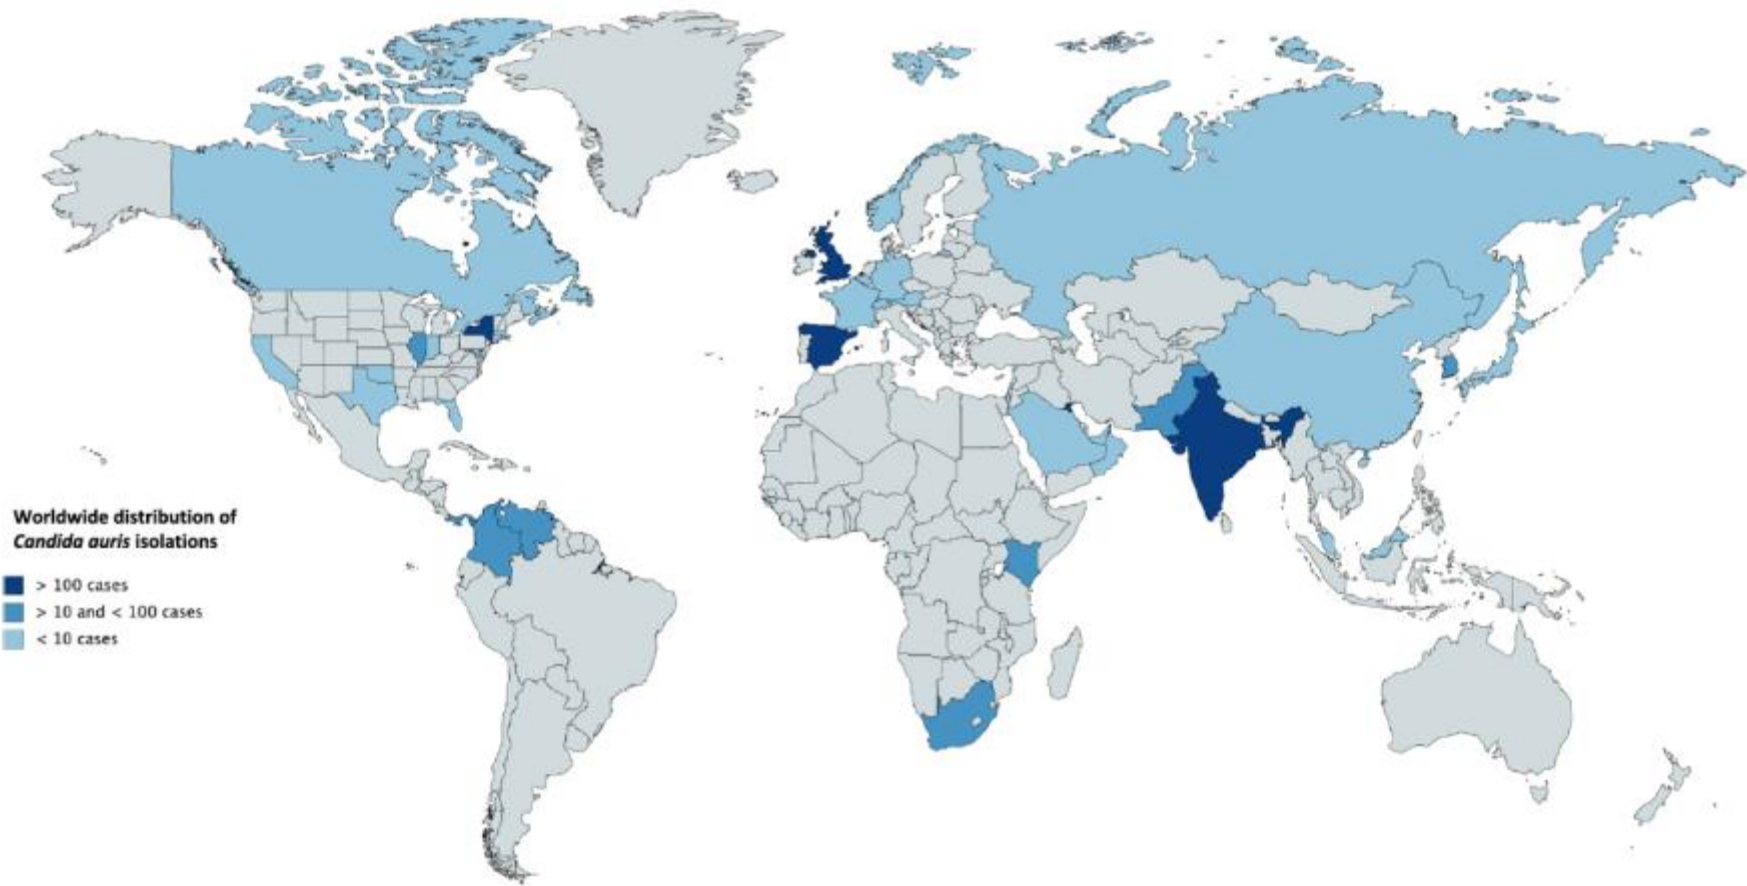 Worldwide distribution of
Candida auris isolations
> 100 cases
> 10 and < 100 cases
< 10 cases